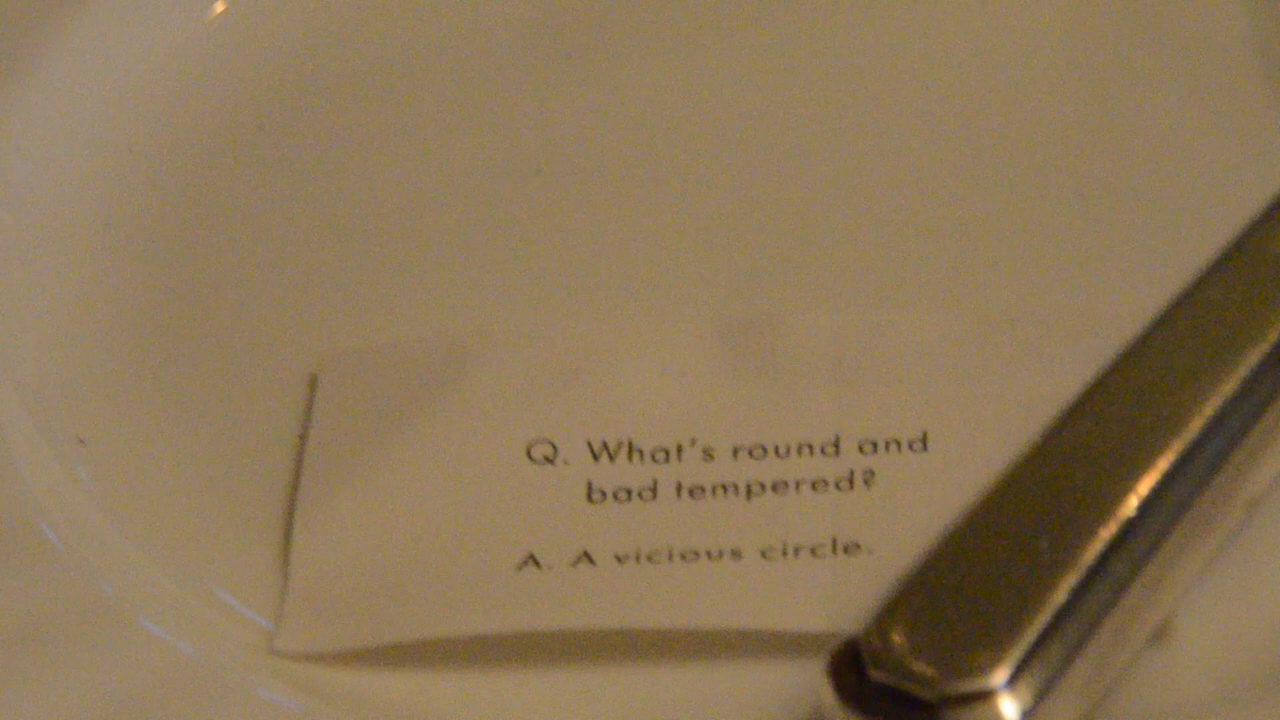 Q. What's round and
bad tempered?
A. A vicious circle.